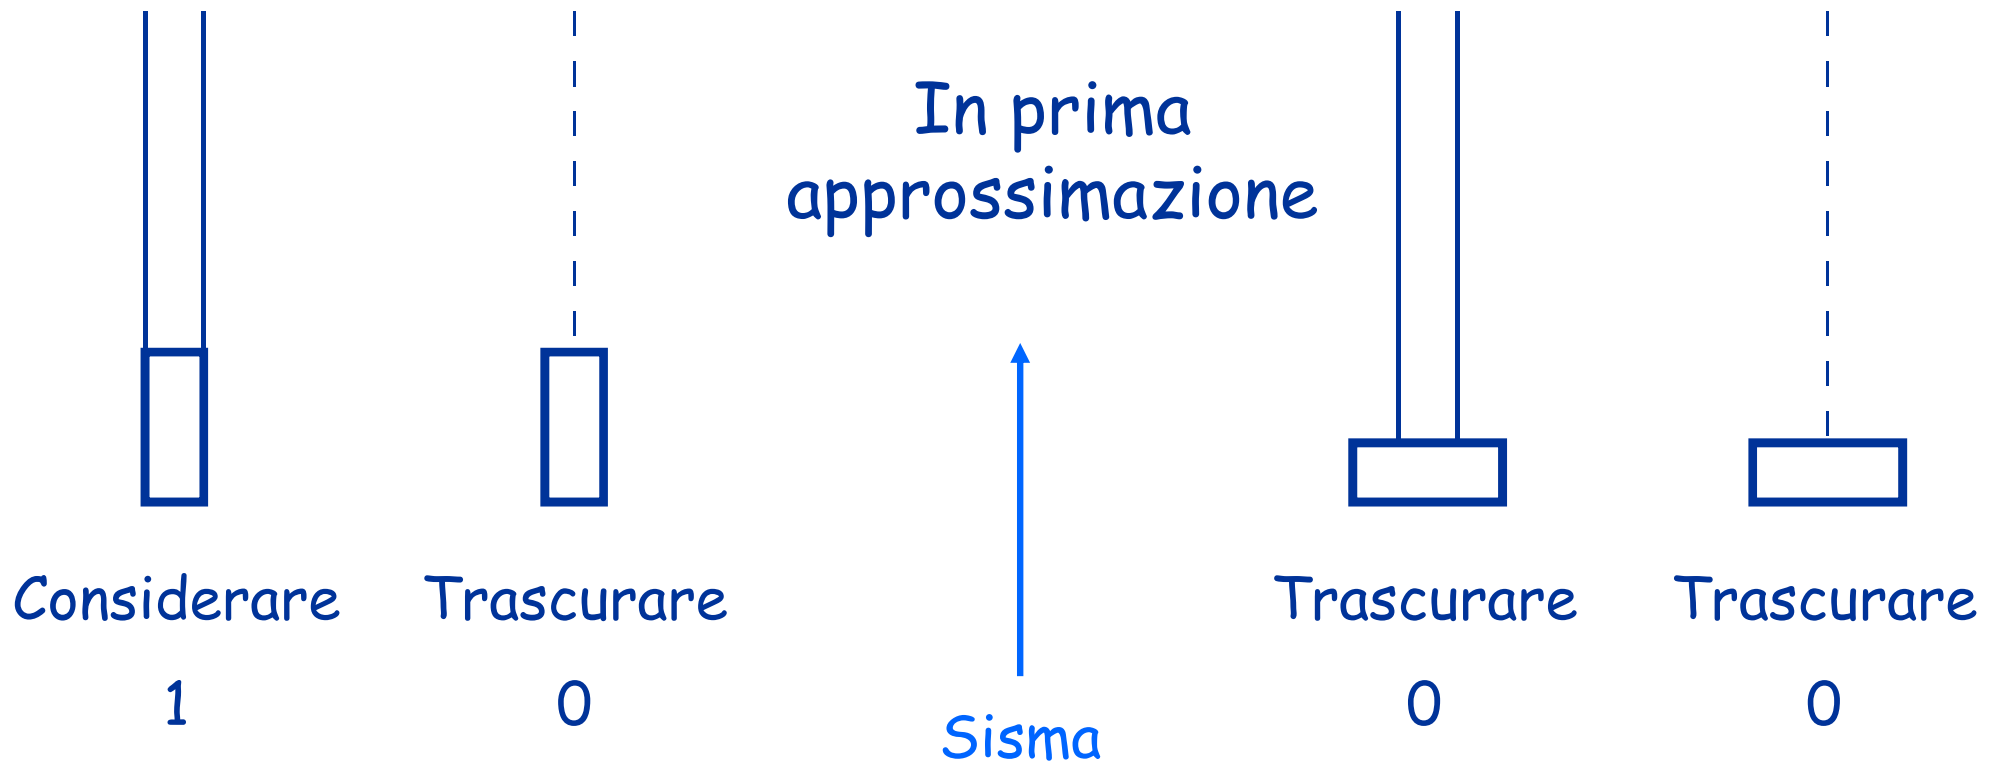 In prima
approssimazione
Considerare
Trascurare
Trascurare
Trascurare
1
0
0
0
Sisma